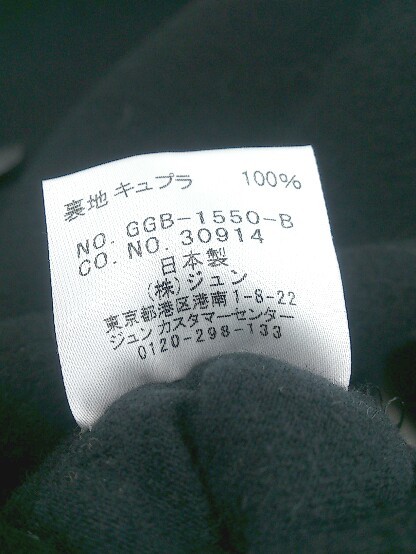 裏地 キュプラ 100%
NO. GGB-1550-B
CO. NO. 30914
日本製
(株)ジュン
東京都港区港南1-8-22
ジュン カスタマーセンター
0120-298-133